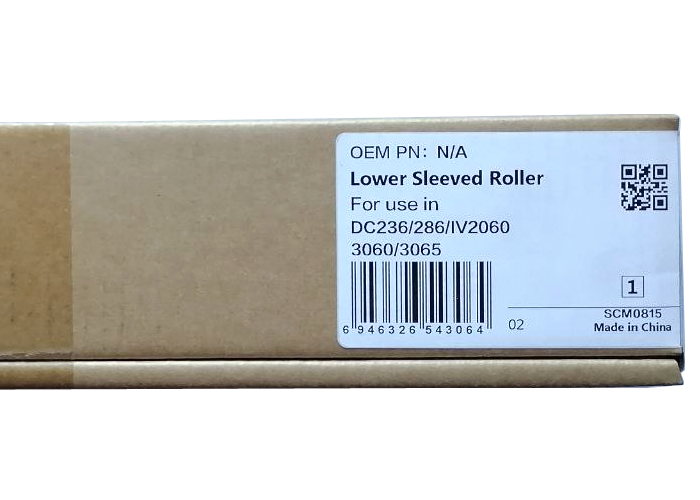 OEM PN: N/A
Lower Sleeved Roller
For use in
DC236/286/IV2060
3060/3065
1
6 946326 543064
02
SCM0815
Made in China